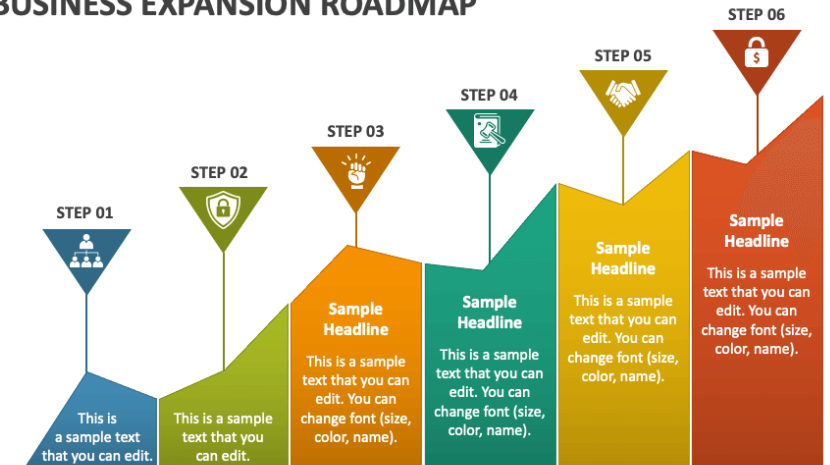 BUSINESS EXPANSION ROADMAP
STEP 01
This is
a sample text
that you can edit.
STEP 02
This is a sample
text that you
can edit.
STEP 03
Sample
Headline
This is a sample
text that you can
edit. You can
change font (size,
color, name).
STEP 04
Sample
Headline
This is a sample
text that you can
edit. You can
change font (size,
color, name).
STEP 05
Sample
Headline
This is a sample
text that you can
edit. You can
change font (size,
color, name).
STEP 06
$
Sample
Headline
This is a sample
text that you can
edit. You can
change font (size,
color, name).